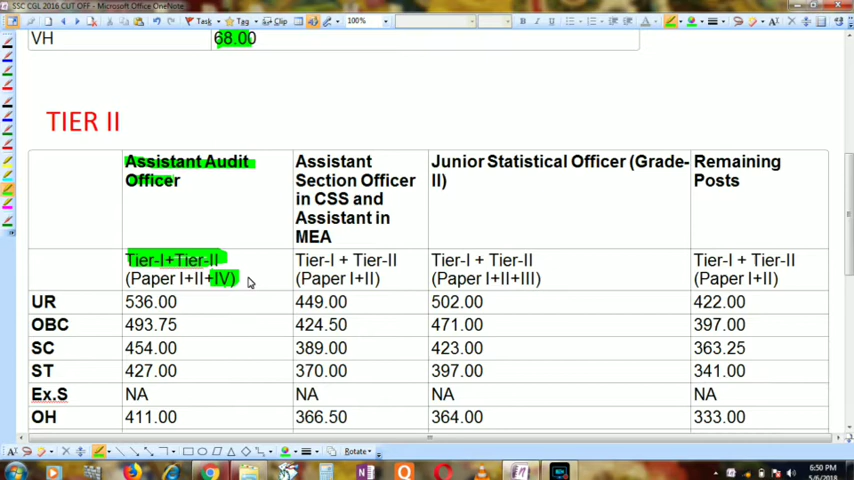 SSC CGL 2016 CUT OFF - Microsoft Office OneNote
Task
Tag
Clip
100%
B I U
VH 68.00
TIER II
Assistant Audit Officer
Assistant Section Officer in CSS and Assistant in MEA
Junior Statistical Officer (Grade-II)
Remaining Posts
Tier-I+Tier-II (Paper I+II+IV)
Tier-I + Tier-II (Paper I+II)
Tier-I + Tier-II (Paper I+II+III)
Tier-I + Tier-II (Paper I+II)
UR 536.00 449.00 502.00 422.00
OBC 493.75 424.50 471.00 397.00
SC 454.00 389.00 423.00 363.25
ST 427.00 370.00 397.00 341.00
Ex.S NA NA NA NA
OH 411.00 366.50 364.00 333.00
Rotate
6:50 PM
5/6/2018